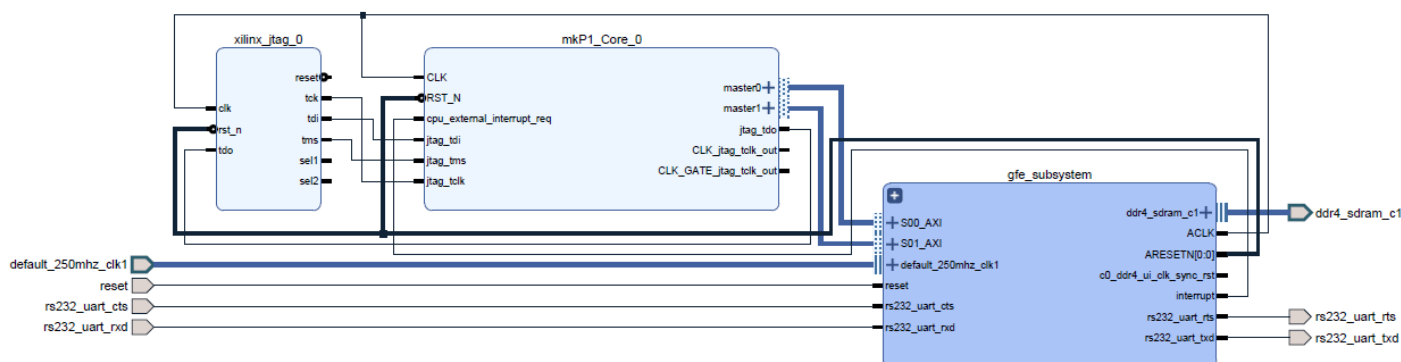 xilinx_jtag_0
reset
tck
clk
tdi
rst_n
tms
tdo
sel1
sel2
mkP1_Core_0
CLK
RST_N
cpu_external_interrupt_req
jtag_tdi
jtag_tms
jtag_tclk
master0
master1
jtag_tdo
CLK_jtag_tclk_out
CLK_GATE_jtag_tclk_out
gfe_subsystem
S00_AXI
S01_AXI
default_250mhz_clk1
reset
rs232_uart_cts
rs232_uart_rxd
ddr4_sdram_c1
ACLK
ARESETN[0:0]
c0_ddr4_ui_clk_sync_rst
interrupt
rs232_uart_rts
rs232_uart_txd
default_250mhz_clk1
reset
rs232_uart_cts
rs232_uart_rxd
ddr4_sdram_c1
rs232_uart_rts
rs232_uart_txd